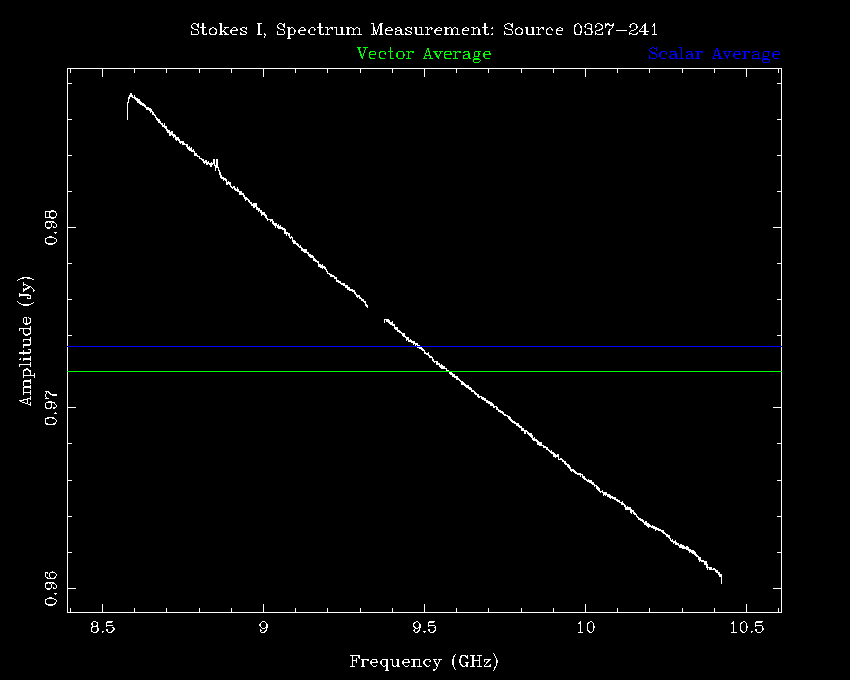 Stokes I, Spectrum Measurement: Source 0327-241
Vector Average Scalar Average
0.98
0.97
0.96
Amplitude (Jy)
8.5 9 9.5 10 10.5
Frequency (GHz)